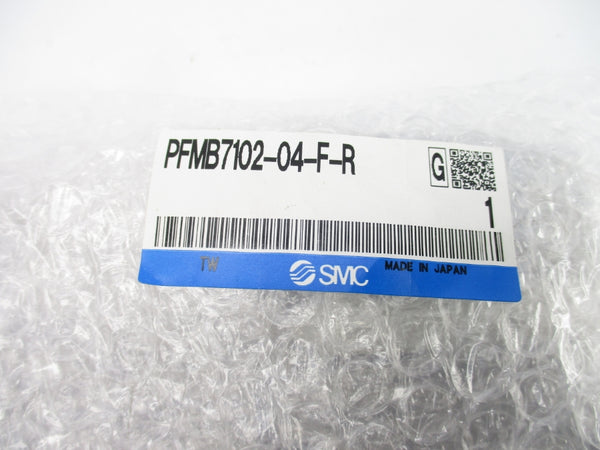 PFMB7102-04-F-R
G
1
TW
SMC
MADE IN JAPAN